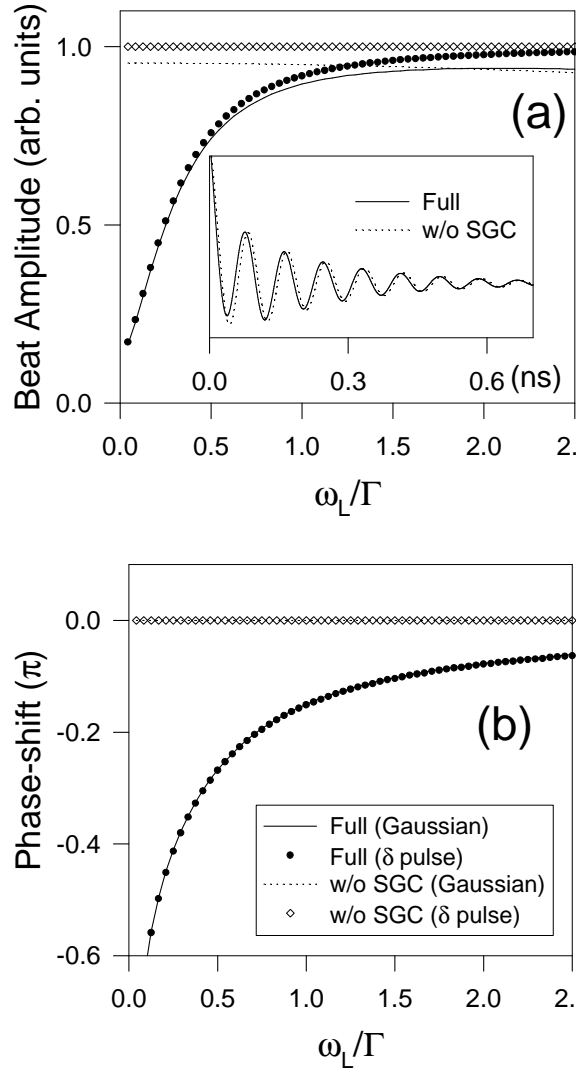 1.0
0.5
0.0
Beat Amplitude (arb. units)
(a)
Full
w/o SGC
0.0 0.3 0.6 (ns)
0.0 0.5 1.0 1.5 2.0 2.
ω_L/Γ
0.0
-0.2
-0.4
-0.6
Phase-shift (π)
(b)
Full (Gaussian)
Full (δ pulse)
w/o SGC (Gaussian)
w/o SGC (δ pulse)
0.0 0.5 1.0 1.5 2.0 2.
ω_L/Γ